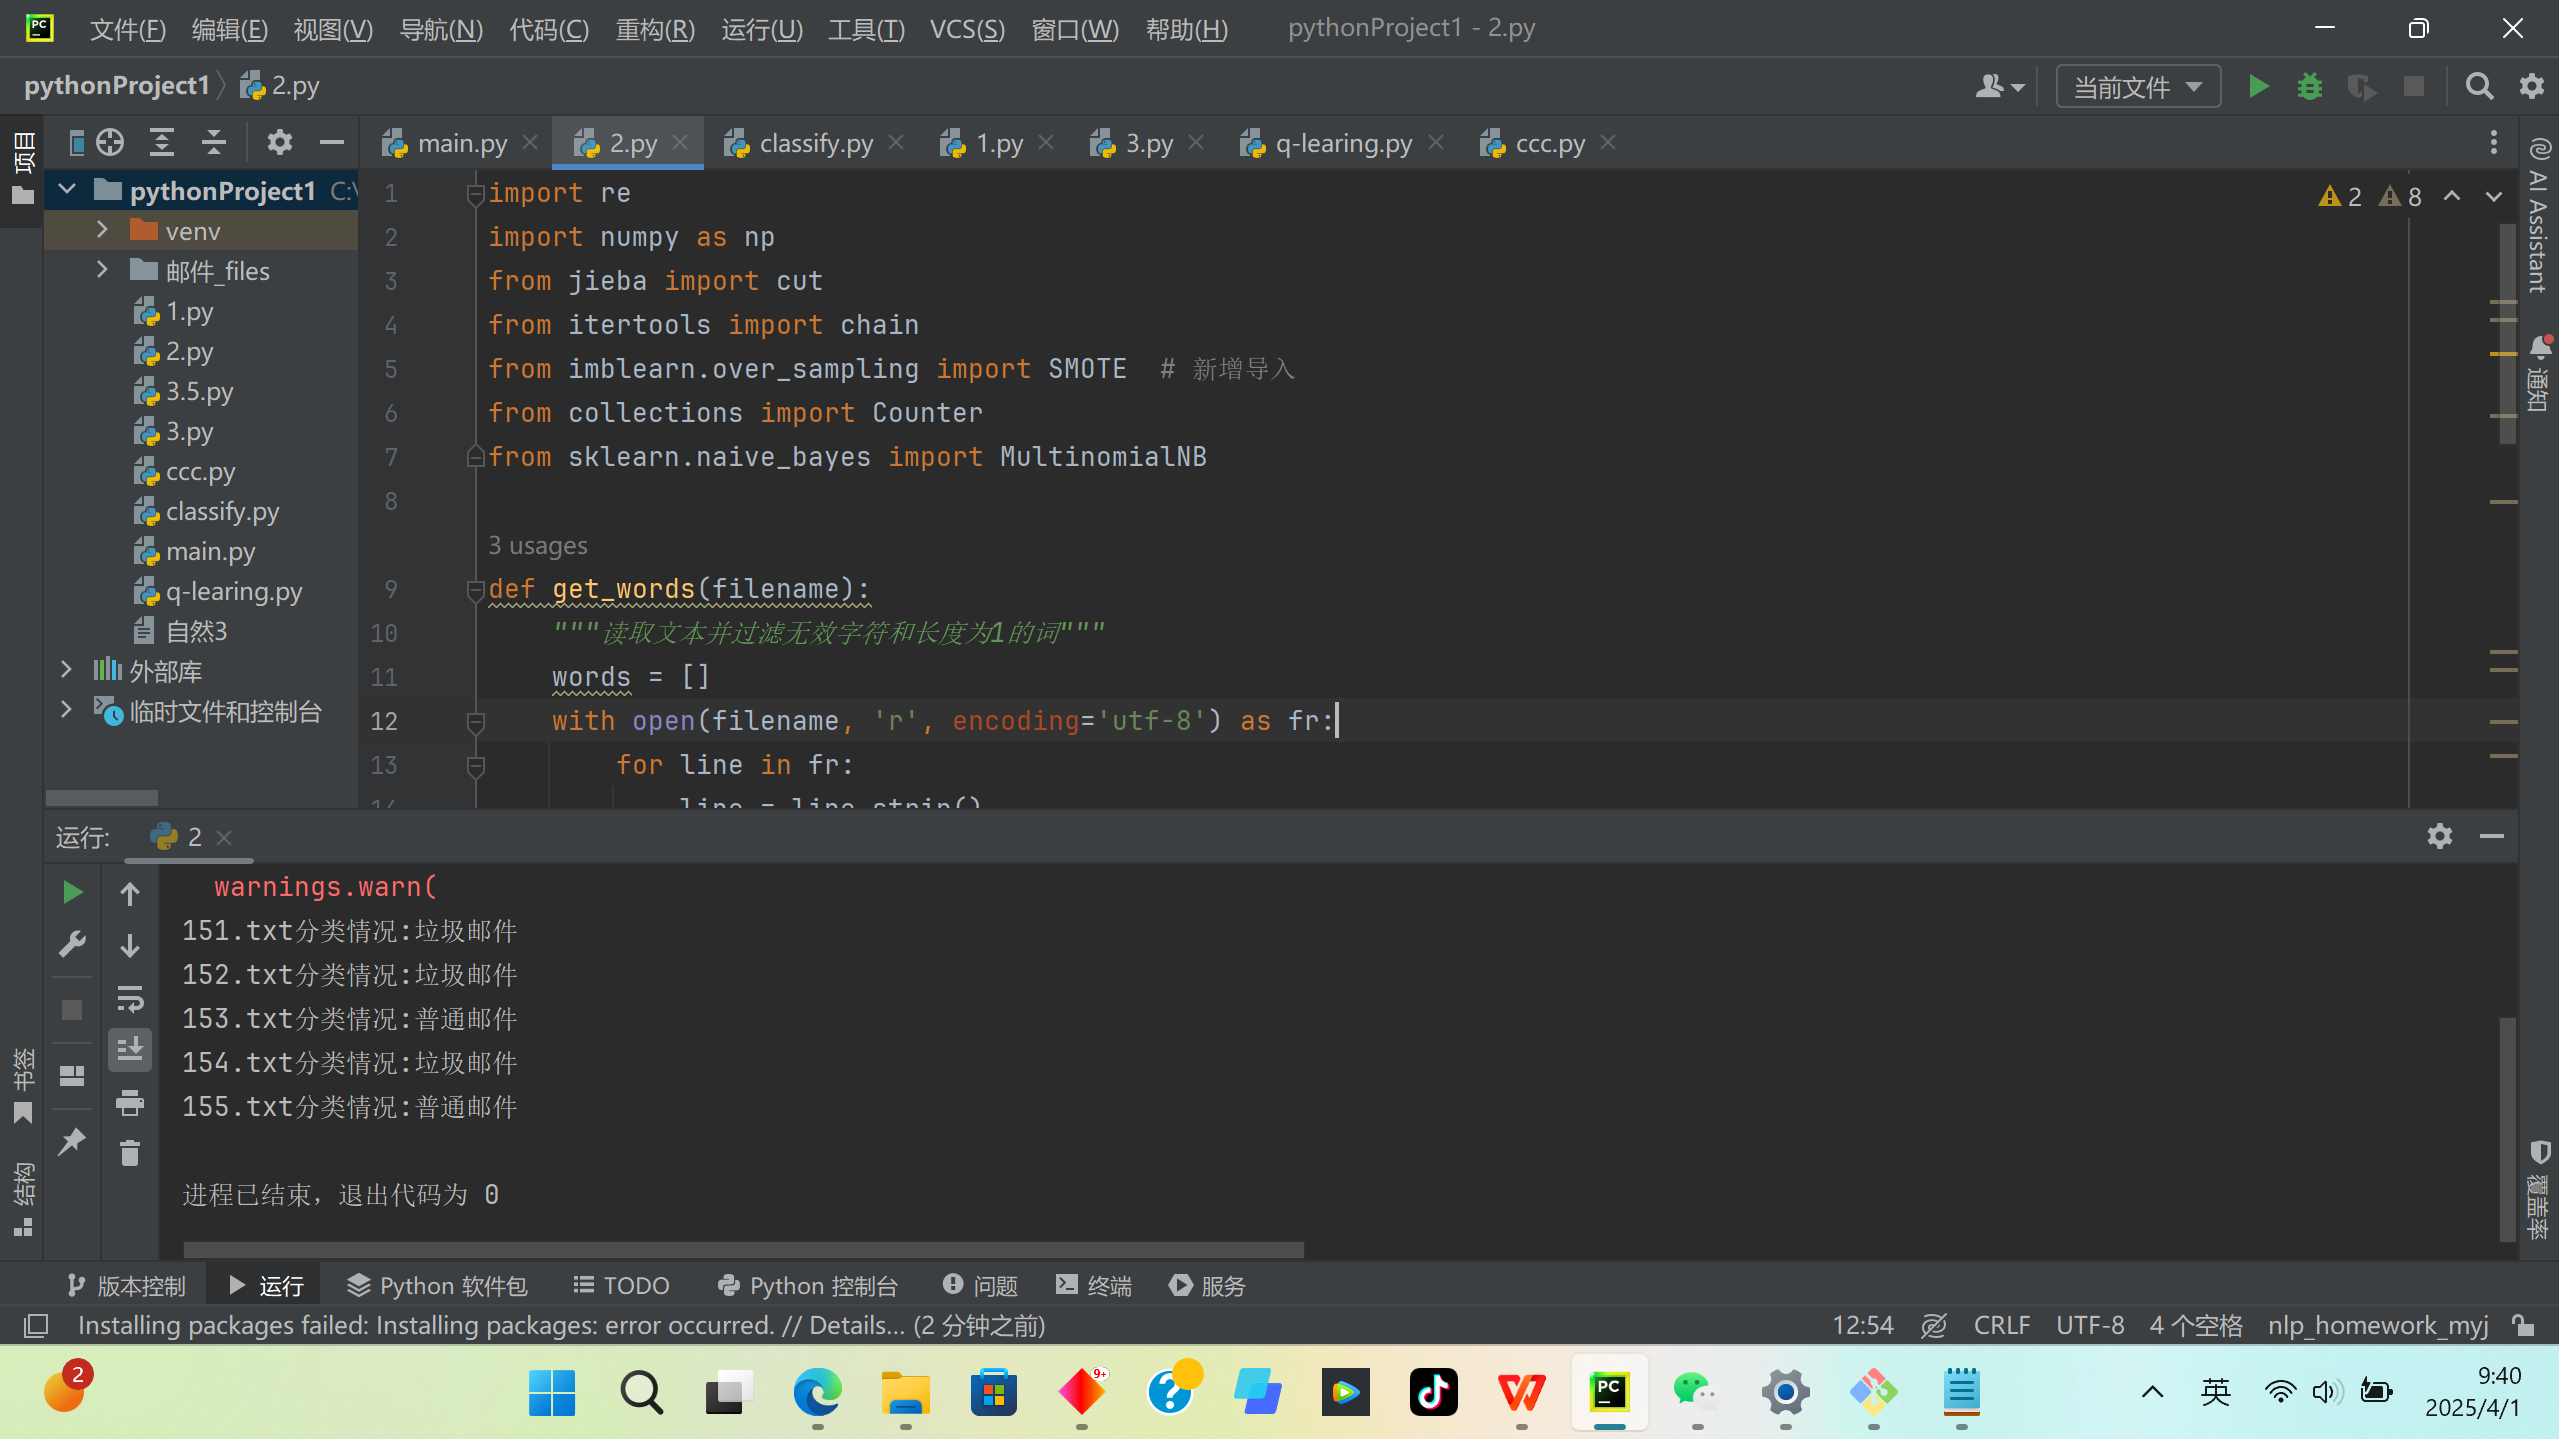 文件(F) 编辑(E) 视图(V) 导航(N) 代码(C) 重构(R) 运行(U) 工具(T) VCS(S) 窗口(W) 帮助(H) pythonProject1 - 2.py
pythonProject1 2.py 当前文件
项目
main.py 2.py classify.py 1.py 3.py q-learing.py ccc.py
pythonProject1 C:\
venv
邮件_files
1.py
2.py
3.5.py
3.py
ccc.py
classify.py
main.py
q-learing.py
自然3
外部库
临时文件和控制台
1 import re
2 import numpy as np
3 from jieba import cut
4 from itertools import chain
5 from imblearn.over_sampling import SMOTE # 新增导入
6 from collections import Counter
7 from sklearn.naive_bayes import MultinomialNB
8
3 usages
9 def get_words(filename):
10 """读取文本并过滤无效字符和长度为1的词"""
11 words = []
12 with open(filename, 'r', encoding='utf-8') as fr:
13 for line in fr:
14 line = line.strip()
2 8
AI Assistant
通知
运行: 2
warnings.warn(
151.txt分类情况:垃圾邮件
152.txt分类情况:垃圾邮件
153.txt分类情况:普通邮件
154.txt分类情况:垃圾邮件
155.txt分类情况:普通邮件
进程已结束，退出代码为 0
书签
结构
覆盖率
版本控制 运行 Python 软件包 TODO Python 控制台 问题 终端 服务
Installing packages failed: Installing packages: error occurred. // Details... (2 分钟之前) 12:54 CRLF UTF-8 4 个空格 nlp_homework_myj
2
9+
PC
英
9:40
2025/4/1